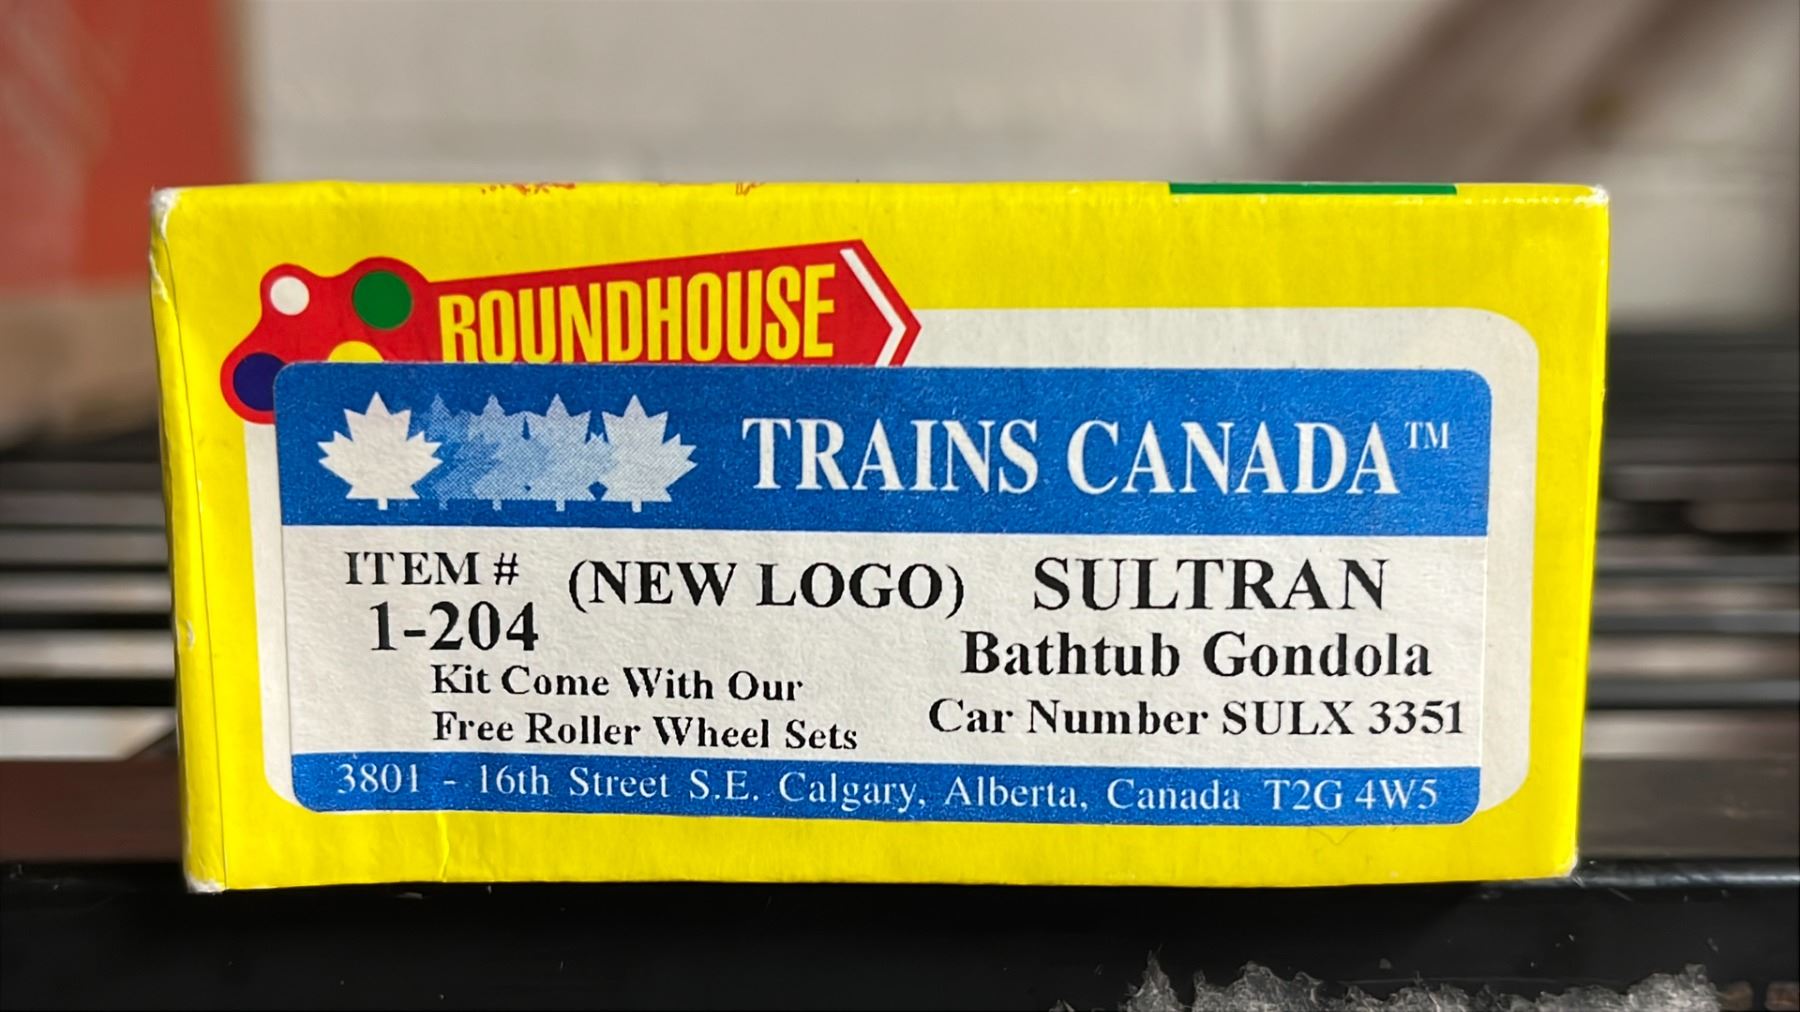 ROUNDHOUSE
TRAINS CANADA™
ITEM #
1-204
(NEW LOGO)
SULTRAN
Bathtub Gondola
Car Number SULX 3351
Kit Come With Our
Free Roller Wheel Sets
3801 - 16th Street S.E. Calgary, Alberta, Canada T2G 4W5